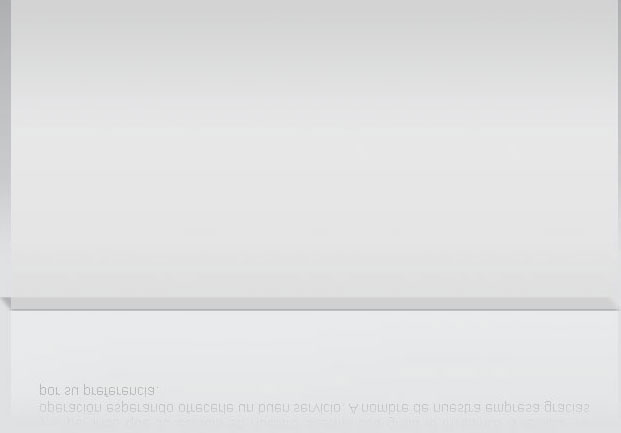 operación esperando ofrecerle un buen servicio. A nombre de nuestra empresa gracias
por su preferencia.